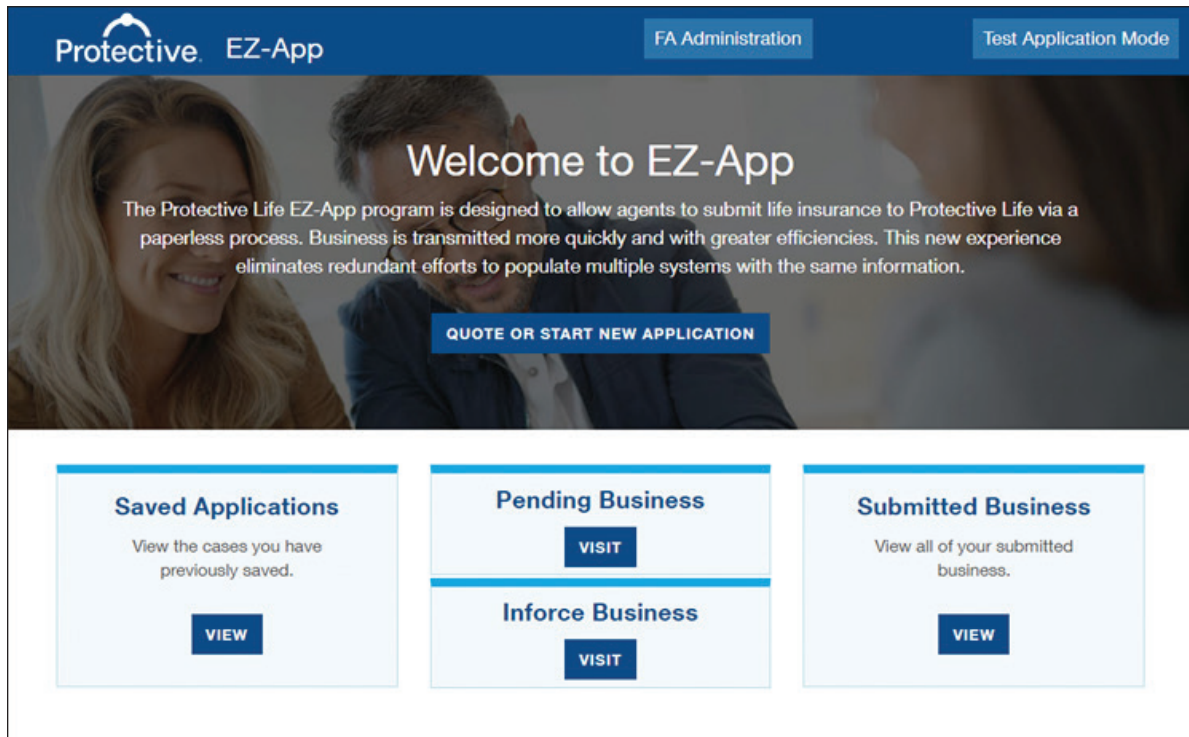 Protective. EZ-App
FA Administration
Test Application Mode
Welcome to EZ-App
The Protective Life EZ-App program is designed to allow agents to submit life insurance to Protective Life via a
paperless process. Business is transmitted more quickly and with greater efficiencies. This new experience
eliminates redundant efforts to populate multiple systems with the same information.
QUOTE OR START NEW APPLICATION
Saved Applications
View the cases you have
previously saved.
VIEW
Pending Business
VISIT
Inforce Business
VISIT
Submitted Business
View all of your submitted
business.
VIEW